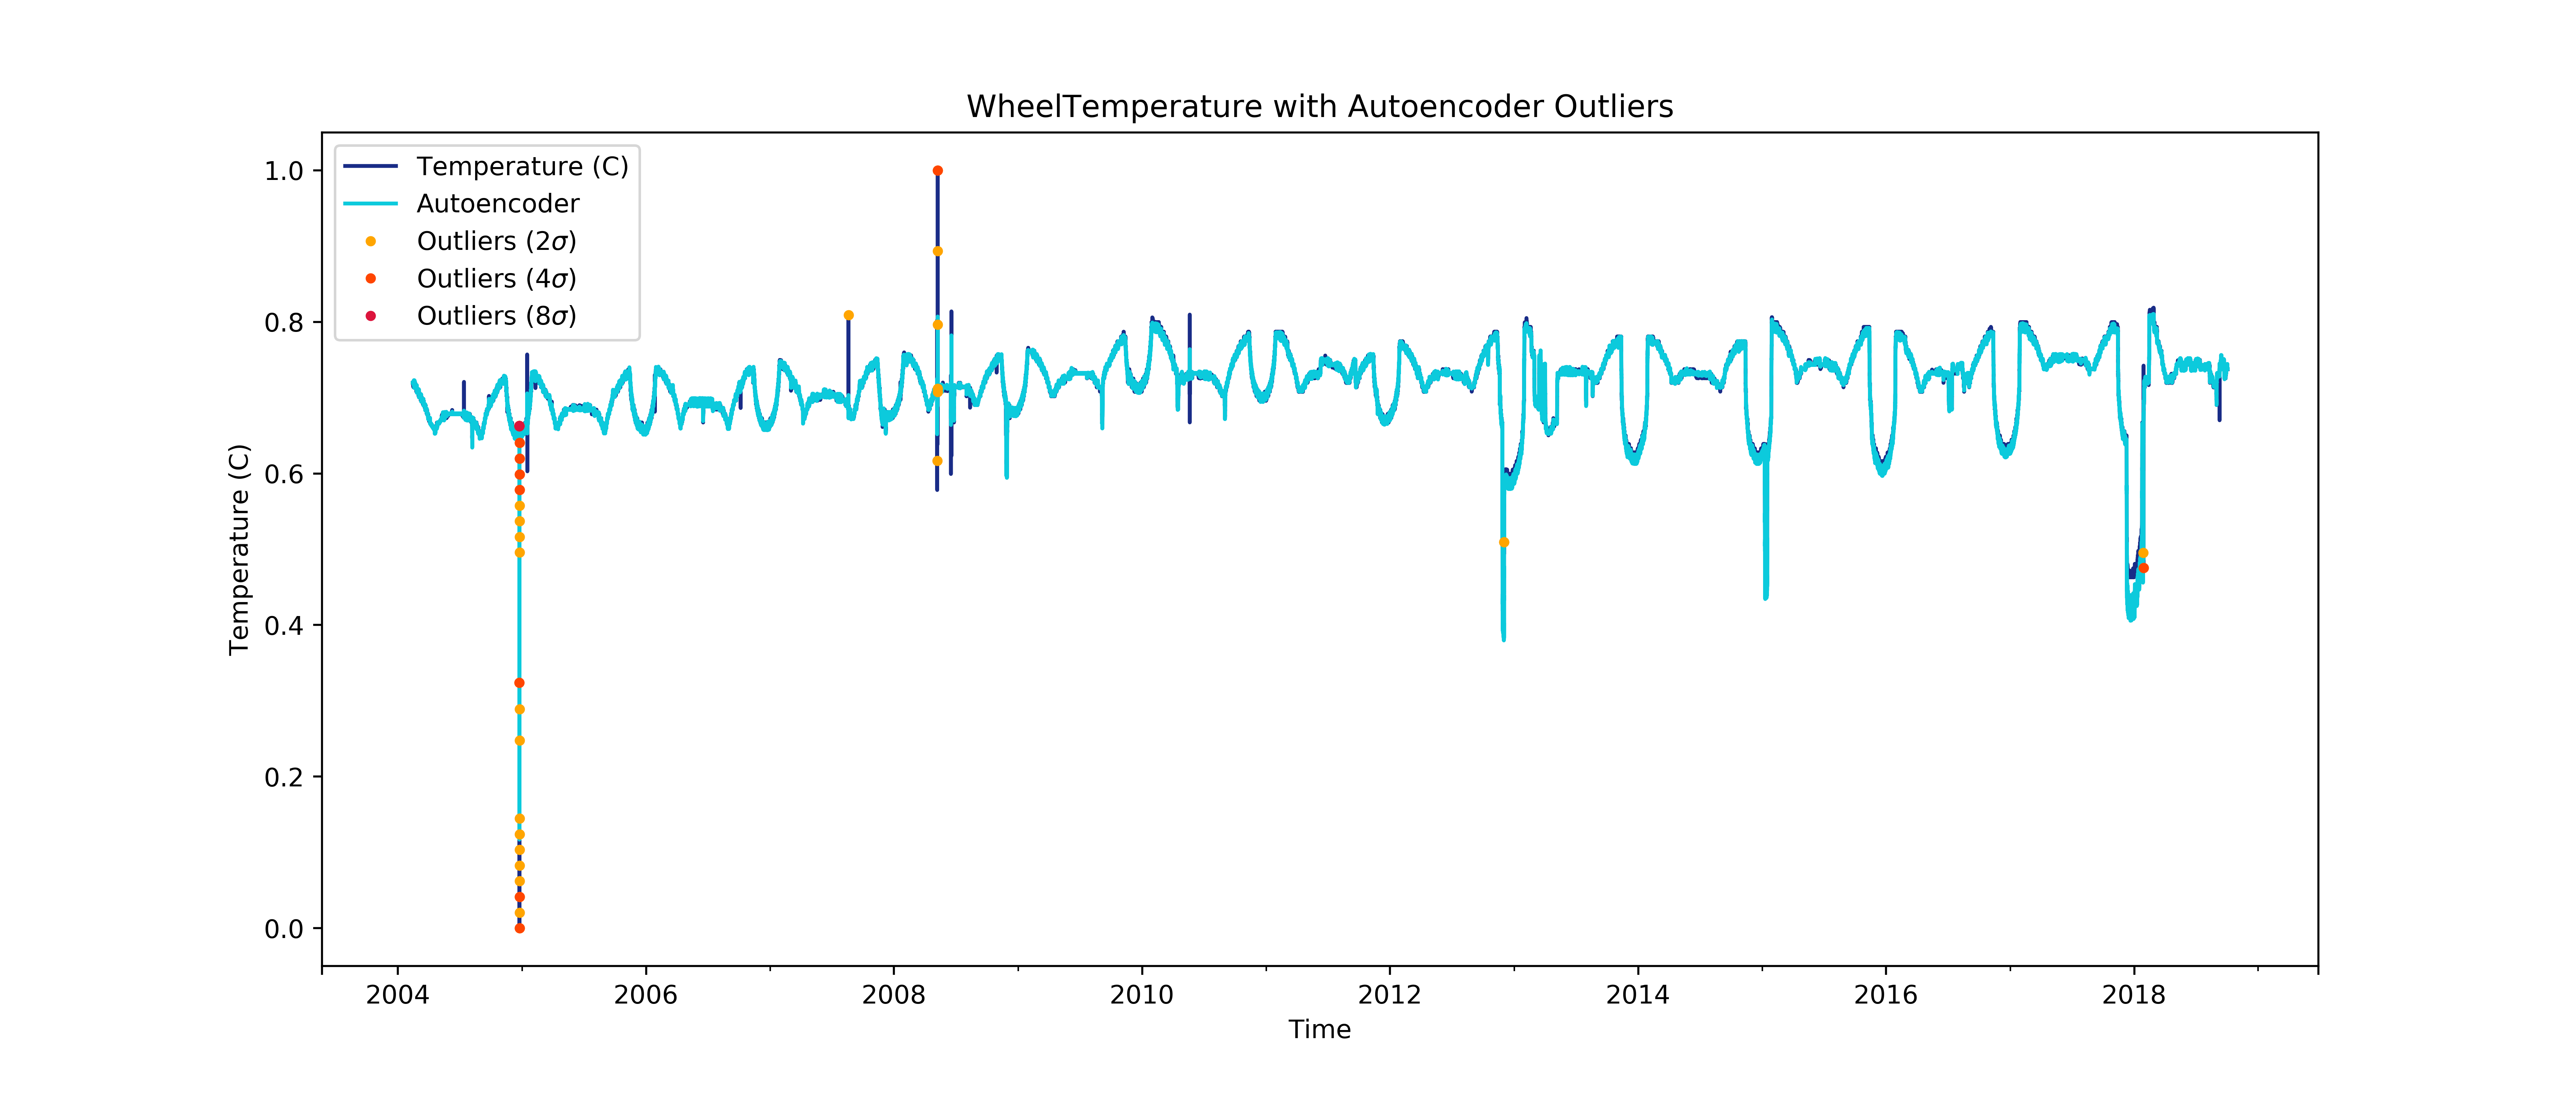 WheelTemperature with Autoencoder Outliers
Temperature (C)
Autoencoder
Outliers (2σ)
Outliers (4σ)
Outliers (8σ)
1.0
0.8
0.6
0.4
0.2
0.0
Temperature (C)
2004 2006 2008 2010 2012 2014 2016 2018
Time